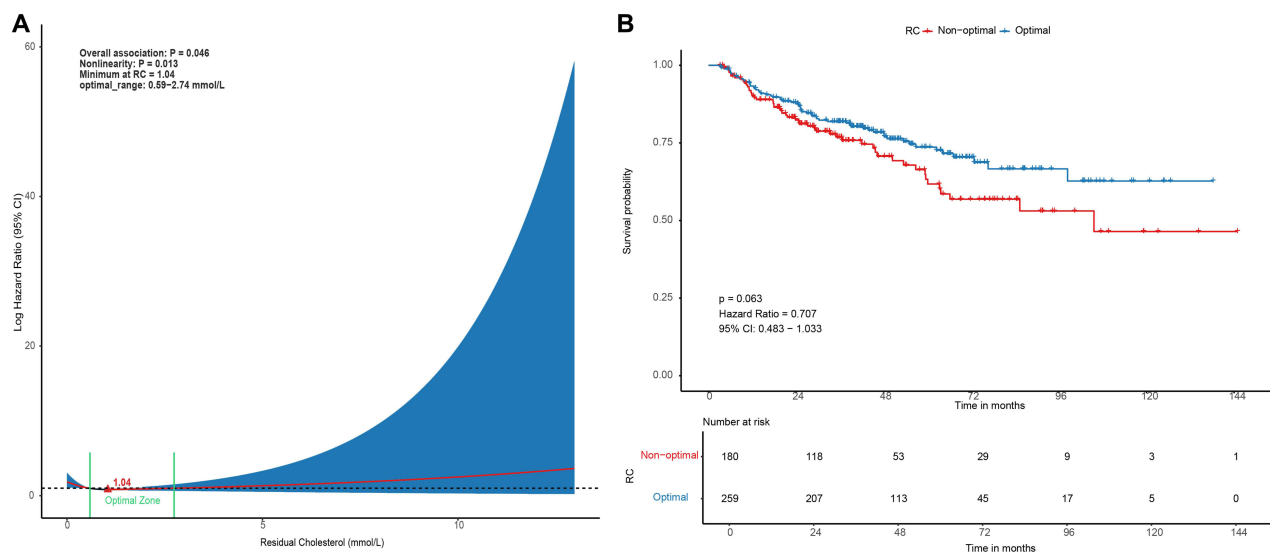 A
Log Hazard Ratio (95% CI)
60
40
20
0
Overall association: P = 0.046
Nonlinearity: P = 0.013
Minimum at RC = 1.04
optimal_range: 0.59−2.74 mmol/L
1.04
Optimal Zone
0 5 10
Residual Cholesterol (mmol/L)
B
RC Non−optimal Optimal
Survival probability
1.00
0.75
0.50
0.25
0.00
p = 0.063
Hazard Ratio = 0.707
95% CI: 0.483 − 1.033
0 24 48 72 96 120 144
Time in months
Number at risk
RC
Non−optimal 180 118 53 29 9 3 1
Optimal 259 207 113 45 17 5 0
0 24 48 72 96 120 144
Time in months